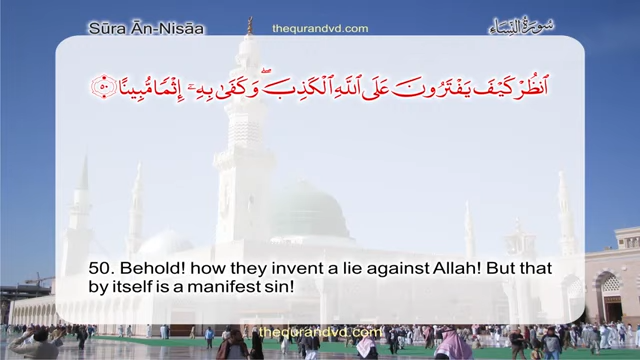 Sūra Ān-Nisāa
thequrandvd.com
سُورَةُ النِّسَاءِ
ٱنظُرْ كَيْفَ يَفْتَرُونَ عَلَى ٱللَّهِ ٱلْكَذِبَ ۖ وَكَفَىٰ بِهِۦٓ إِثْمًا مُّبِينًا ۝٥٠
50. Behold! how they invent a lie against Allah! But that
by itself is a manifest sin!
thequrandvd.com